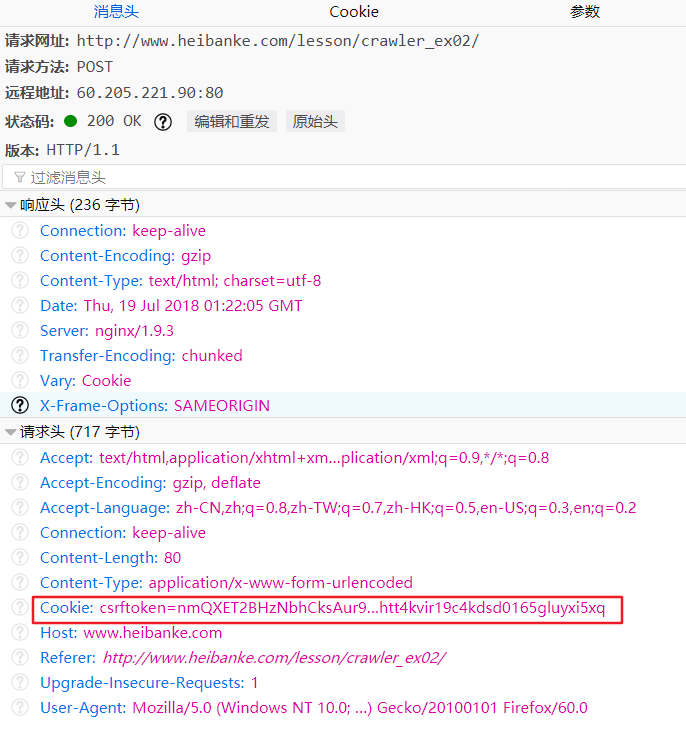 消息头 Cookie 参数
请求网址: http://www.heibanke.com/lesson/crawler_ex02/
请求方法: POST
远程地址: 60.205.221.90:80
状态码: 200 OK 编辑和重发 原始头
版本: HTTP/1.1
过滤消息头
响应头 (236 字节)
Connection: keep-alive
Content-Encoding: gzip
Content-Type: text/html; charset=utf-8
Date: Thu, 19 Jul 2018 01:22:05 GMT
Server: nginx/1.9.3
Transfer-Encoding: chunked
Vary: Cookie
X-Frame-Options: SAMEORIGIN
请求头 (717 字节)
Accept: text/html,application/xhtml+xm…plication/xml;q=0.9,*/*;q=0.8
Accept-Encoding: gzip, deflate
Accept-Language: zh-CN,zh;q=0.8,zh-TW;q=0.7,zh-HK;q=0.5,en-US;q=0.3,en;q=0.2
Connection: keep-alive
Content-Length: 80
Content-Type: application/x-www-form-urlencoded
Cookie: csrftoken=nmQXET2BHzNbhCksAur9…htt4kvir19c4kdsd0165gluyxi5xq
Host: www.heibanke.com
Referer: http://www.heibanke.com/lesson/crawler_ex02/
Upgrade-Insecure-Requests: 1
User-Agent: Mozilla/5.0 (Windows NT 10.0; …) Gecko/20100101 Firefox/60.0